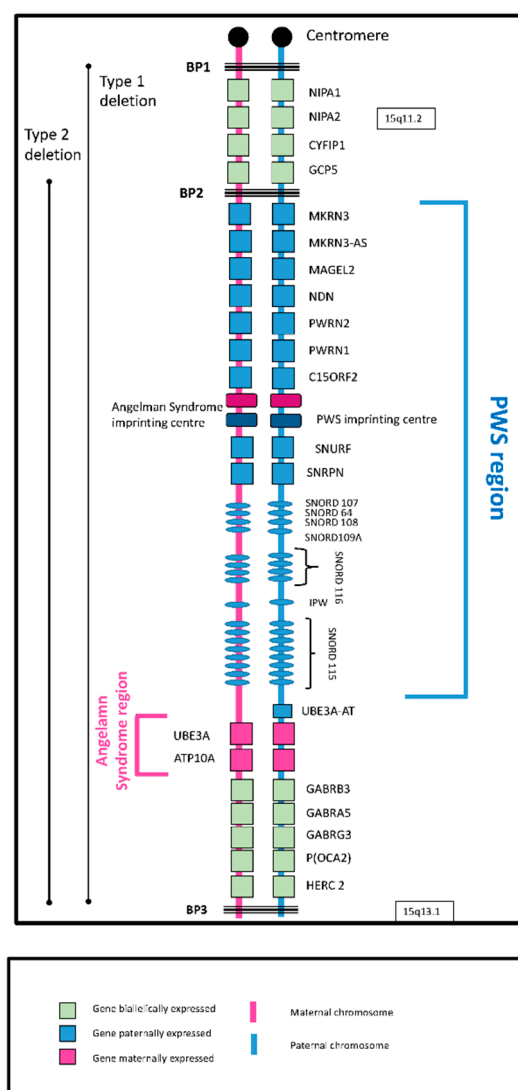 Centromere
BP1
Type 1
deletion
NIPA1
NIPA2
15q11.2
CYFIP1
Type 2
deletion
GCP5
BP2
MKRN3
MKRN3-AS
MAGEL2
NDN
PWRN2
PWRN1
C15ORF2
Angelman Syndrome
imprinting centre
PWS imprinting centre
SNURF
SNRPN
PWS region
SNORD 107
SNORD 64
SNORD 108
SNORD109A
SNORD 116
IPW
SNORD 115
UBE3A-AT
Angelamn
Syndrome region
UBE3A
ATP10A
GABRB3
GABRA5
GABRG3
P(OCA2)
HERC 2
BP3
15q13.1
Gene biallelically expressed
Maternal chromosome
Gene paternally expressed
Paternal chromosome
Gene maternally expressed